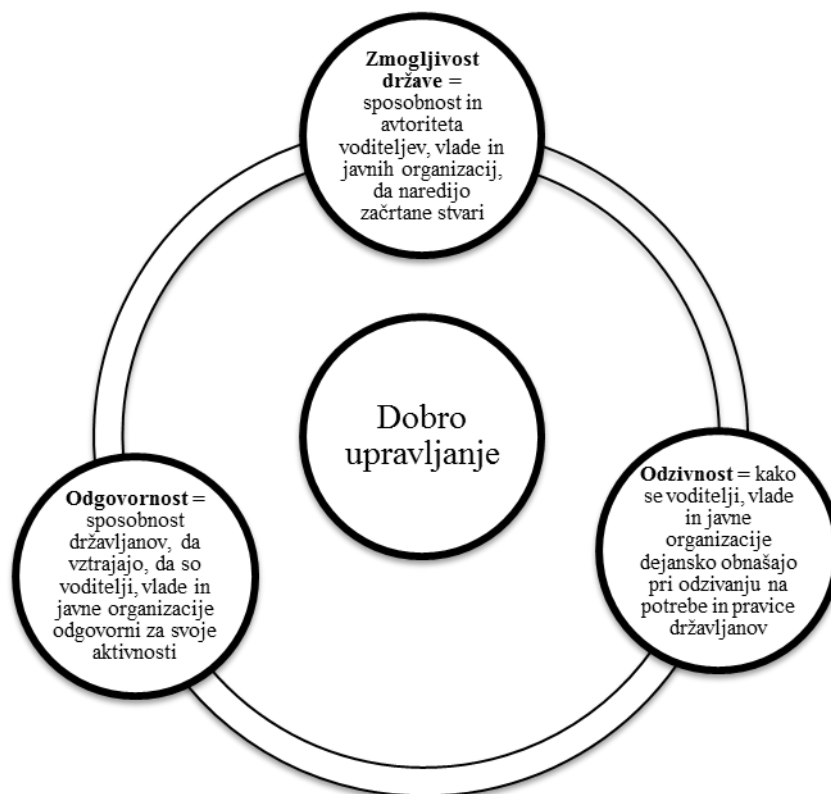 Zmogljivost
države =
sposobnost in
avtoriteta
voditeljev, vlade in
javnih organizacij,
da naredijo
začrtane stvari
Dobro
upravljanje
Odgovornost =
sposobnost
državljanov, da
vztrajajo, da so
voditelji, vlade in
javne organizacije
odgovorni za svoje
aktivnosti
Odzivnost = kako
se voditelji, vlade
in javne
organizacije
dejansko obnašajo
pri odzivanju na
potrebe in pravice
državljanov